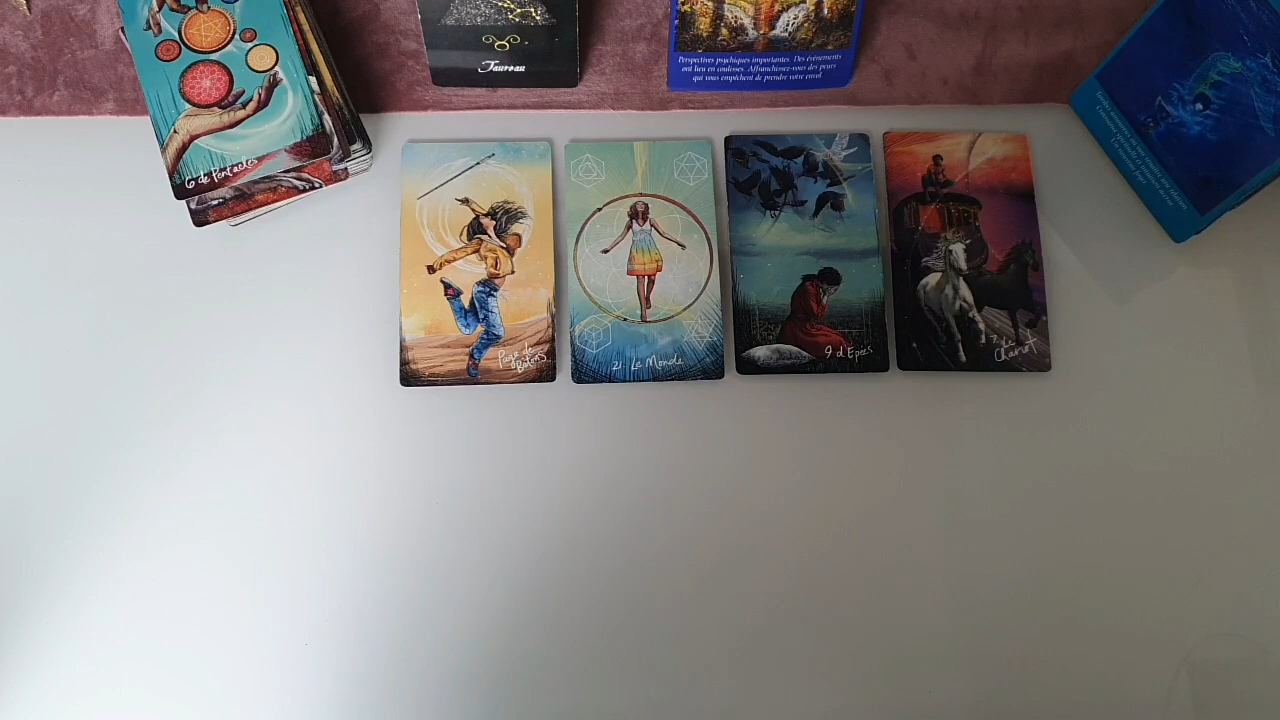 6 de Pentacles
Taureau
Perspectives psychiques importantes. Des événements
ont lieu en coulisses. Affranchissez-vous des peurs
qui vous empêchent de prendre votre envol.
Page de
Batons
21. Le Monde
9 d'Epées
7. Le
Chariot